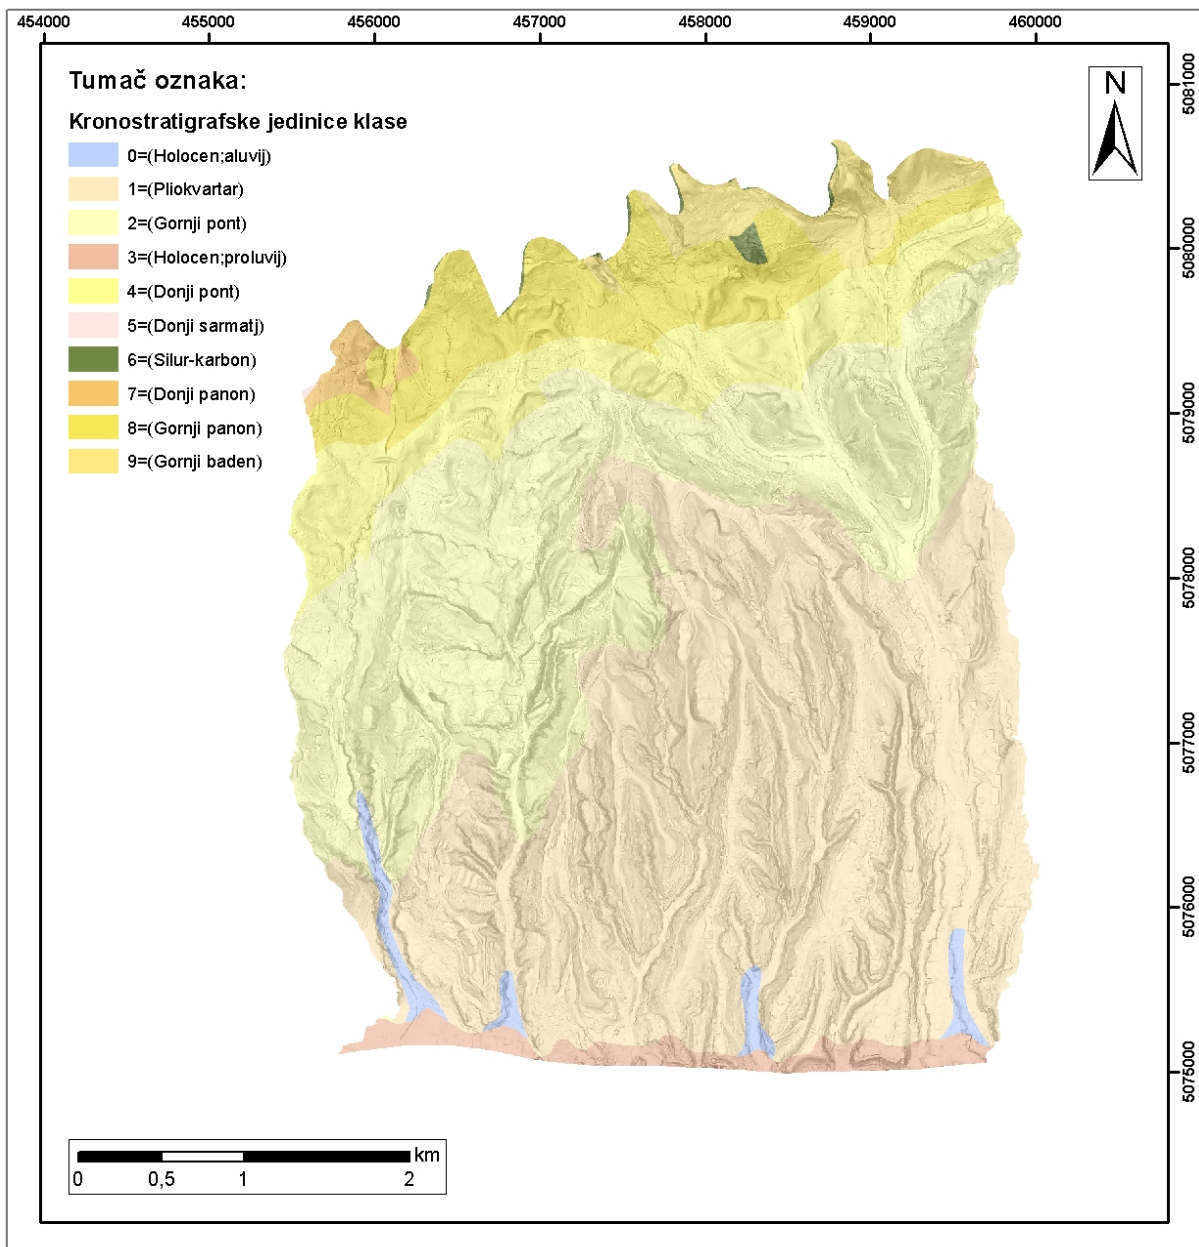 454000 455000 456000 457000 458000 459000 460000
Tumač oznaka:
Kronostratigrafske jedinice klase
0=(Holocen;aluvij)
1=(Pliokvartar)
2=(Gornji pont)
3=(Holocen;proluvij)
4=(Donji pont)
5=(Donji sarmatj)
6=(Silur-karbon)
7=(Donji panon)
8=(Gornji panon)
9=(Gornji baden)
N
5081000
5080000
5079000
5078000
5077000
5076000
5075000
km
0 0,5 1 2